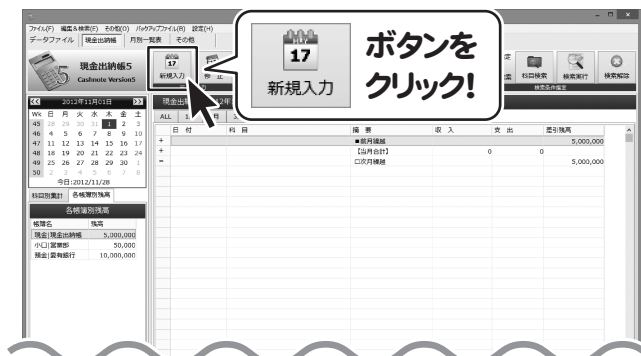 ファイル(F) 編集&検索(E) その他(O) バックアップファイル(B) 設定(H)
データファイル 現金出納帳 月別一覧表 その他
現金出納帳5
Cashnote Version5
17
新規入力
17
新規入力
ボタンを
クリック!
科目検索
検索実行
検索解除
2012年11月01日
Wk 日 月 火 水 木 金 土
45 28 29 30 31 1 2 3
46 4 5 6 7 8 9 10
47 11 12 13 14 15 16 17
48 18 19 20 21 22 23 24
49 25 26 27 28 29 30 1
50 2 3 4 5 6 7 8
今日:2012/11/28
科目別集計 各帳簿別残高
各帳簿別残高
帳簿名 残高
現金|現金出納帳 5,000,000
小口|営業部 50,000
預金|愛有銀行 10,000,000
ALL
日 付 科 目 摘 要 収 入 支 出 差引残高
+ ■前月繰越 5,000,000
+ 【当月合計】 0 0
= □次月繰越 5,000,000